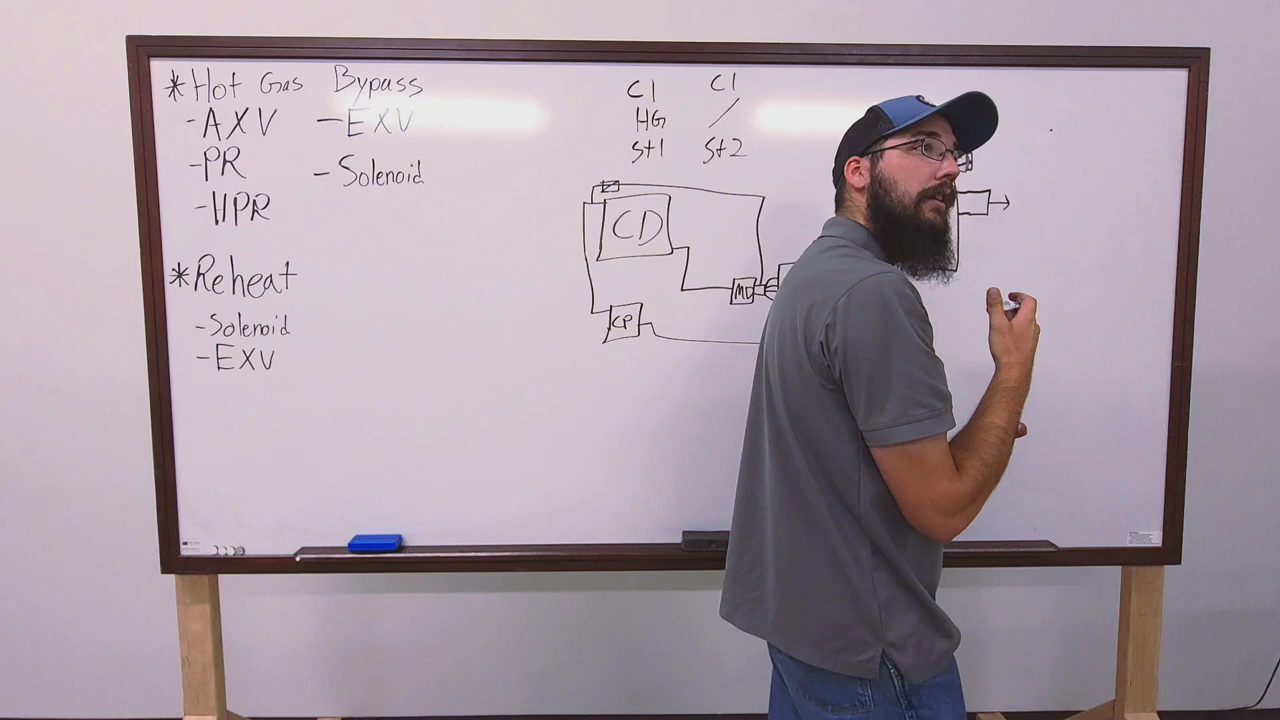 *Hot Gas Bypass
-AXV -EXV
-PR -Solenoid
-HPR
*Reheat
-Solenoid
-EXV
C1 C1
HG /
St1 St2
CD
MD
CP